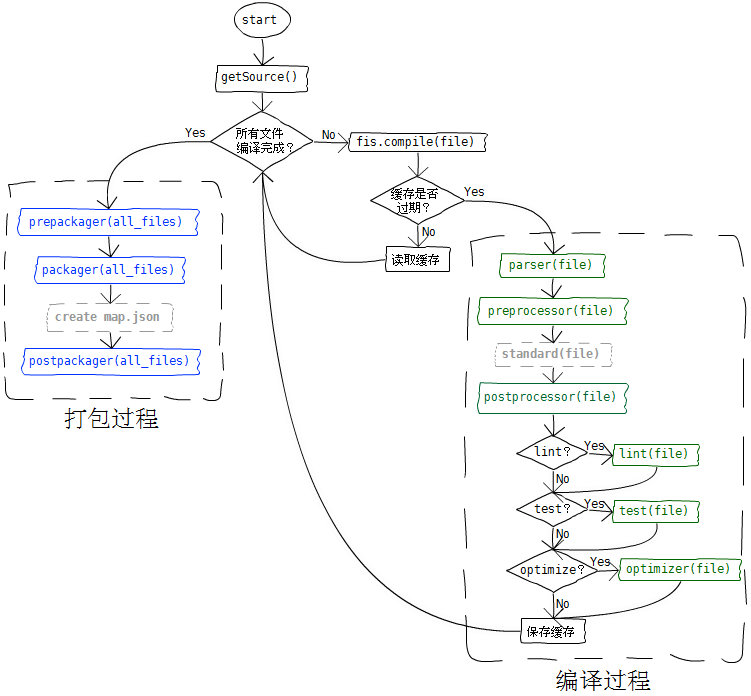 start
getSource()
所有文件
编译完成？
Yes
No
fis.compile(file)
缓存是否
过期？
Yes
No
读取缓存
prepackager(all_files)
packager(all_files)
create map.json
postpackager(all_files)
打包过程
parser(file)
preprocessor(file)
standard(file)
postprocessor(file)
lint?
Yes
lint(file)
No
test?
Yes
test(file)
No
optimize?
Yes
optimizer(file)
No
保存缓存
编译过程